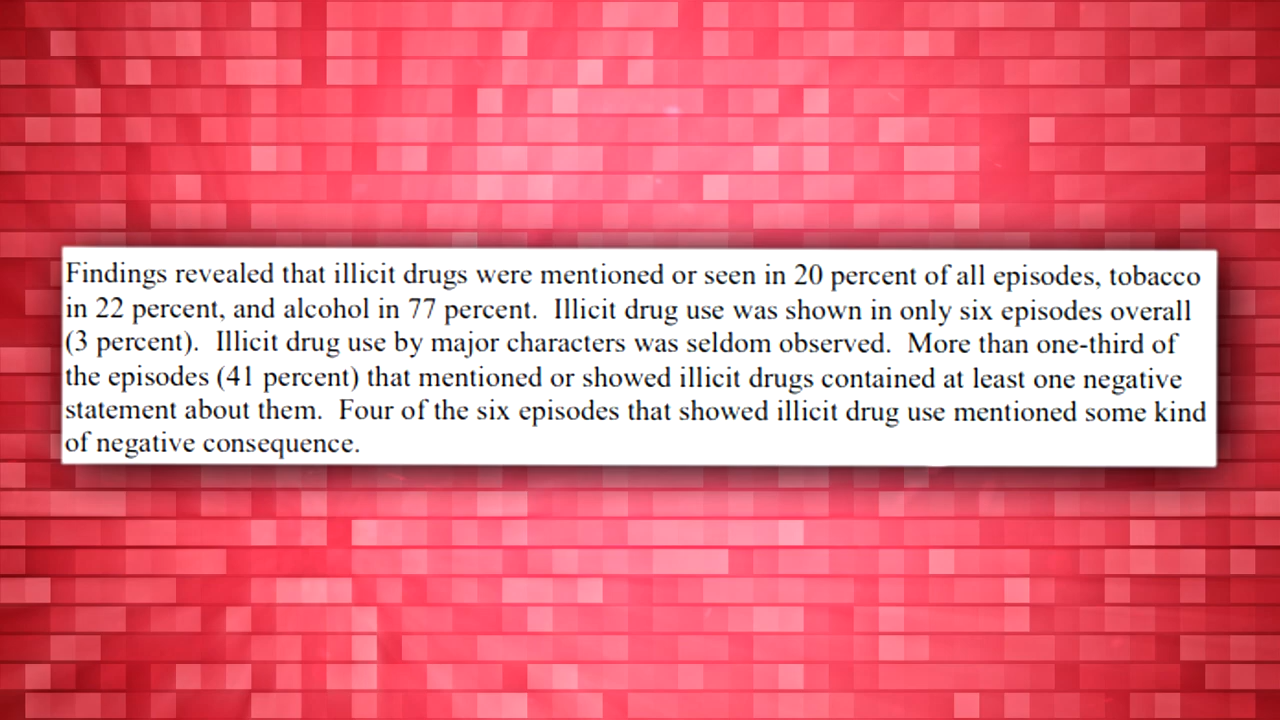 Findings revealed that illicit drugs were mentioned or seen in 20 percent of all episodes, tobacco
in 22 percent, and alcohol in 77 percent.  Illicit drug use was shown in only six episodes overall
(3 percent).  Illicit drug use by major characters was seldom observed.  More than one-third of
the episodes (41 percent) that mentioned or showed illicit drugs contained at least one negative
statement about them.  Four of the six episodes that showed illicit drug use mentioned some kind
of negative consequence.